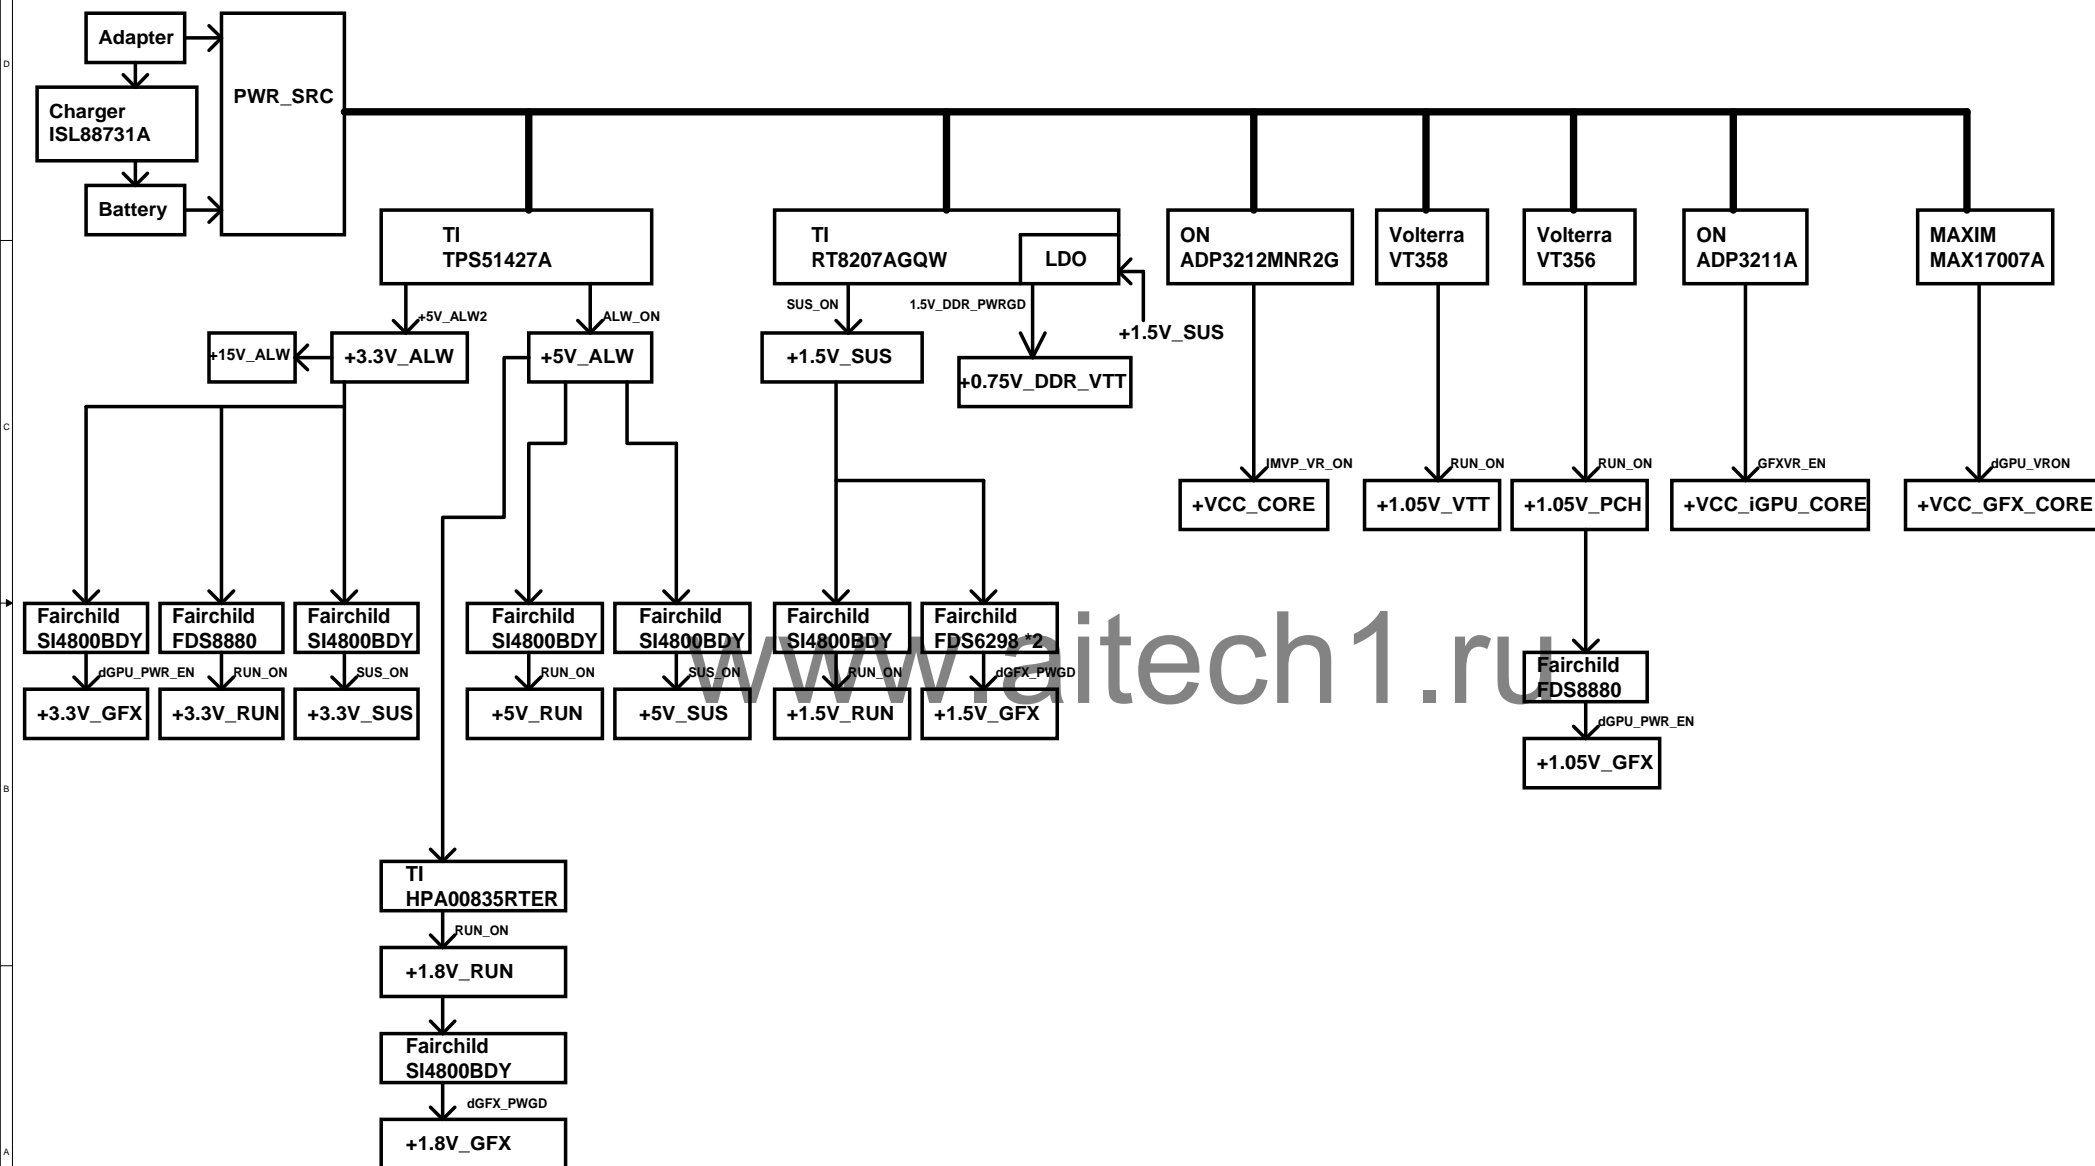 D
Adapter
PWR_SRC
Charger
ISL88731A
Battery
TI
TPS51427A
TI
RT8207AGQW
LDO
ON
ADP3212MNR2G
Volterra
VT358
Volterra
VT356
ON
ADP3211A
MAXIM
MAX17007A
+5V_ALW2
ALW_ON
SUS_ON
1.5V_DDR_PWRGD
+1.5V_SUS
+15V_ALW
+3.3V_ALW
+5V_ALW
+1.5V_SUS
+0.75V_DDR_VTT
C
IMVP_VR_ON
RUN_ON
RUN_ON
GFXVR_EN
dGPU_VRON
+VCC_CORE
+1.05V_VTT
+1.05V_PCH
+VCC_iGPU_CORE
+VCC_GFX_CORE
Fairchild
SI4800BDY
Fairchild
FDS8880
Fairchild
SI4800BDY
Fairchild
SI4800BDY
Fairchild
SI4800BDY
Fairchild
SI4800BDY
Fairchild
FDS6298 *2
www.aitech1.ru
Fairchild
FDS8880
dGPU_PWR_EN
RUN_ON
SUS_ON
RUN_ON
SUS_ON
RUN_ON
dGFX_PWGD
+3.3V_GFX
+3.3V_RUN
+3.3V_SUS
+5V_RUN
+5V_SUS
+1.5V_RUN
+1.5V_GFX
dGPU_PWR_EN
+1.05V_GFX
B
TI
HPA00835RTER
RUN_ON
+1.8V_RUN
Fairchild
SI4800BDY
dGFX_PWGD
+1.8V_GFX
A